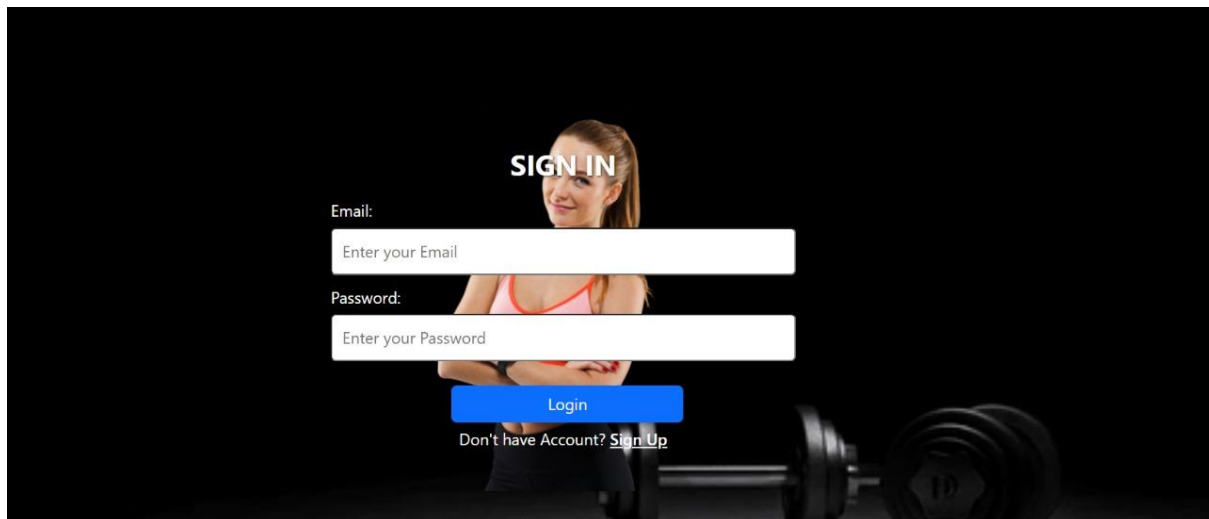 SIGN IN
Email:
Enter your Email
Password:
Enter your Password
Login
Don't have Account? Sign Up